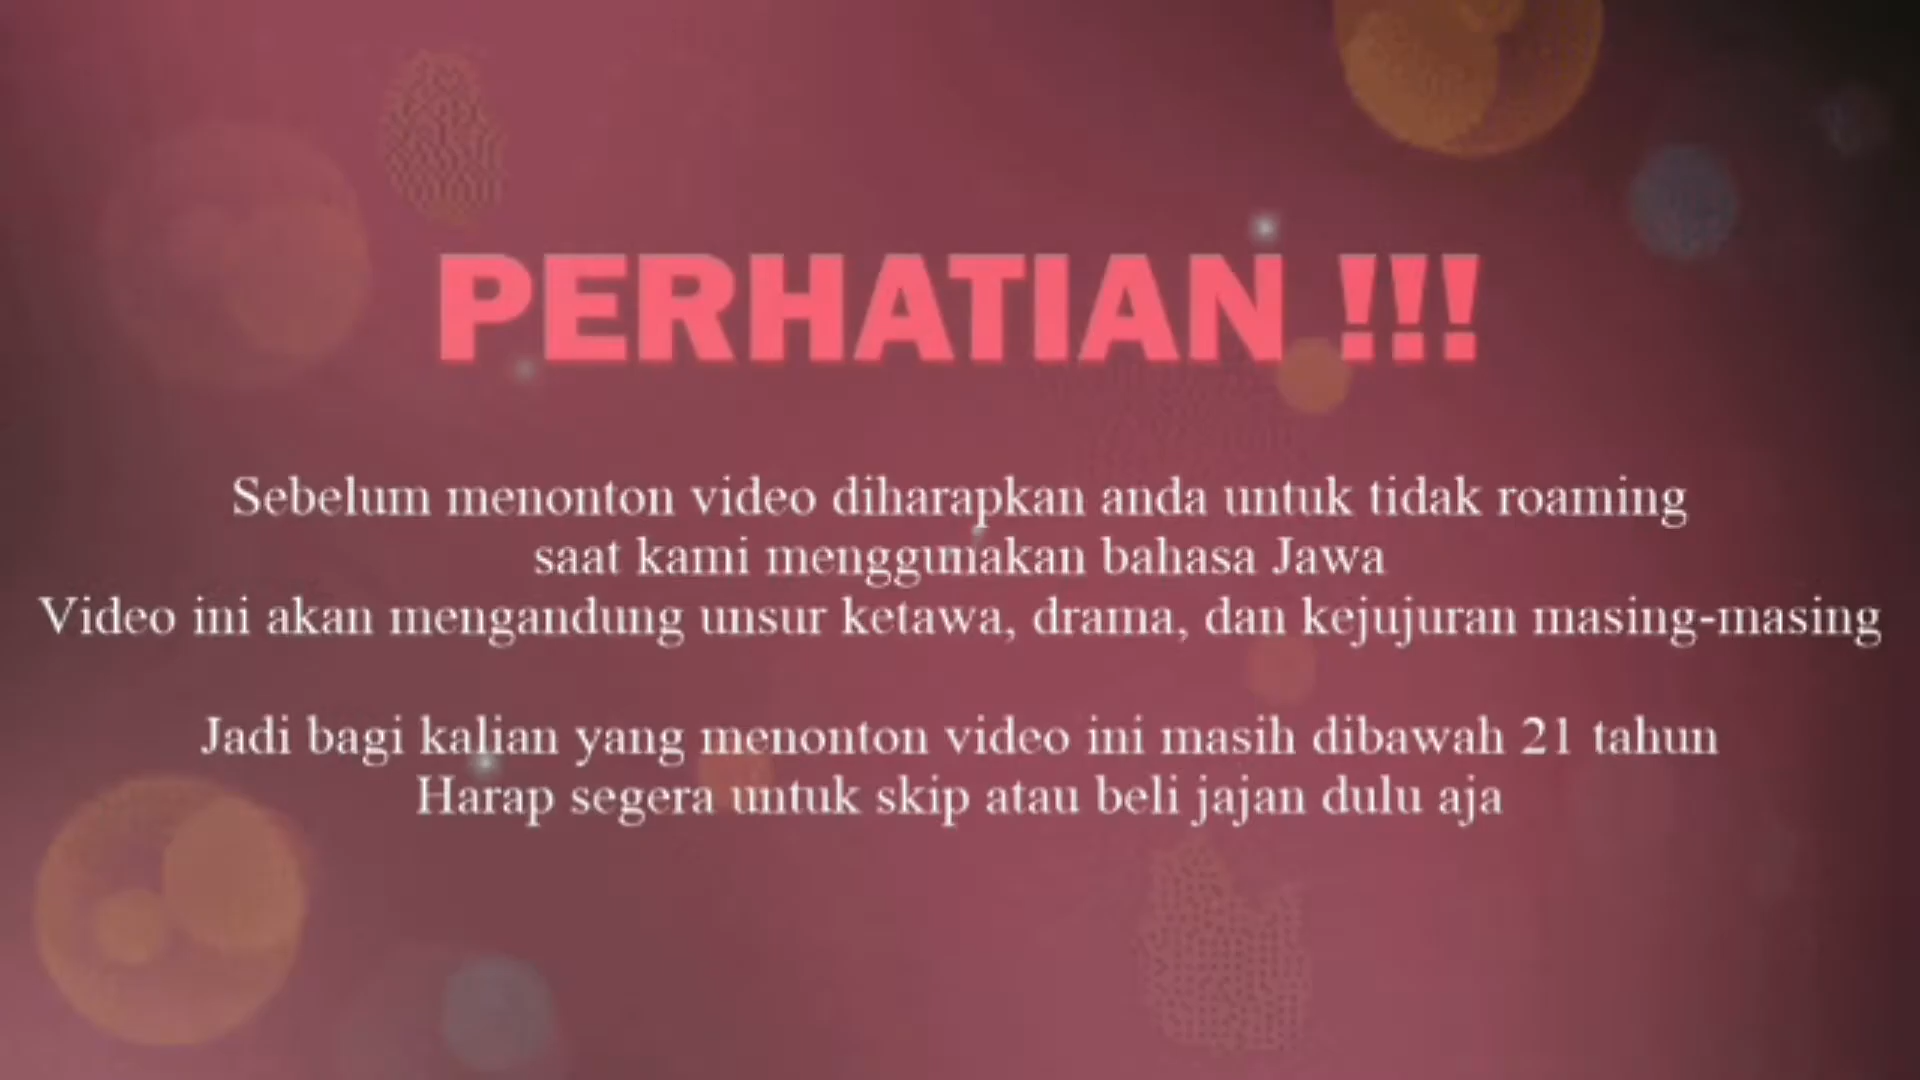 PERHATIAN !!!
Sebelum menonton video diharapkan anda untuk tidak roaming
saat kami menggunakan bahasa Jawa
Video ini akan mengandung unsur ketawa, drama, dan kejujuran masing-masing
Jadi bagi kalian yang menonton video ini masih dibawah 21 tahun
Harap segera untuk skip atau beli jajan dulu aja